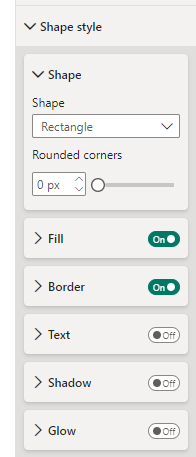 Shape style
Shape
Shape
Rectangle
Rounded corners
0 px
Fill On
Border On
Text Off
Shadow Off
Glow Off